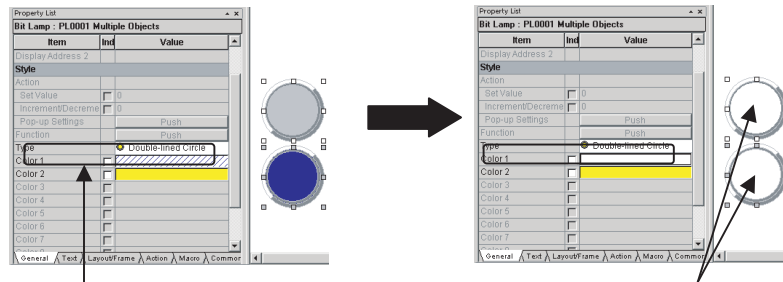 Property List
Bit Lamp : PL0001 Multiple Objects
Item Ind Value
Display Address 2
Style
Action
Set Value 0
Increment/Decreme 0
Pop-up Settings Push
Function Push
Type Double-lined Circle
Color 1
Color 2
Color 3
Color 4
Color 5
Color 6
Color 7
General Text Layout/Frame Action Macro Common
Property List
Bit Lamp : PL0001 Multiple Objects
Item Ind Value
Display Address 2
Style
Action
Set Value 0
Increment/Decreme 0
Pop-up Settings Push
Function Push
Type Double-lined Circle
Color 1
Color 2
Color 3
Color 4
Color 5
Color 6
Color 7
General Text Layout/Frame Action Macro Common